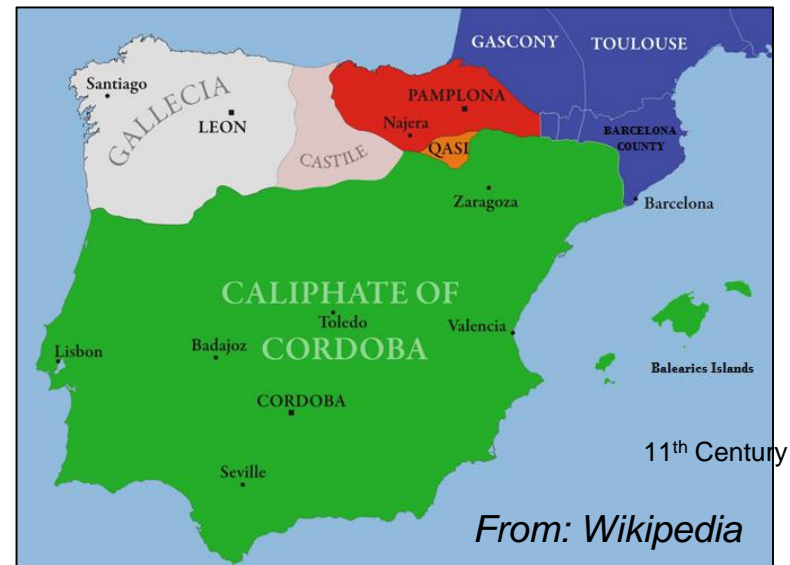 GASCONY
TOULOUSE
Santiago
GALLECIA
LEON
CASTILE
PAMPLONA
Najera
QASI
BARCELONA
COUNTY
Zaragoza
Barcelona
CALIPHATE OF
CORDOBA
Toledo
Valencia
Lisbon
Badajoz
Balearics Islands
CORDOBA
Seville
11th Century
From: Wikipedia